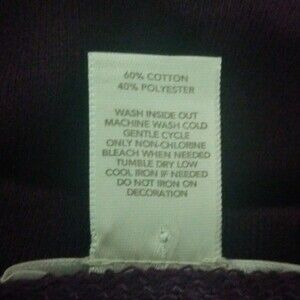 60% COTTON
40% POLYESTER
WASH INSIDE OUT
MACHINE WASH COLD
GENTLE CYCLE
ONLY NON-CHLORINE
BLEACH WHEN NEEDED
TUMBLE DRY LOW
COOL IRON IF NEEDED
DO NOT IRON ON
DECORATION